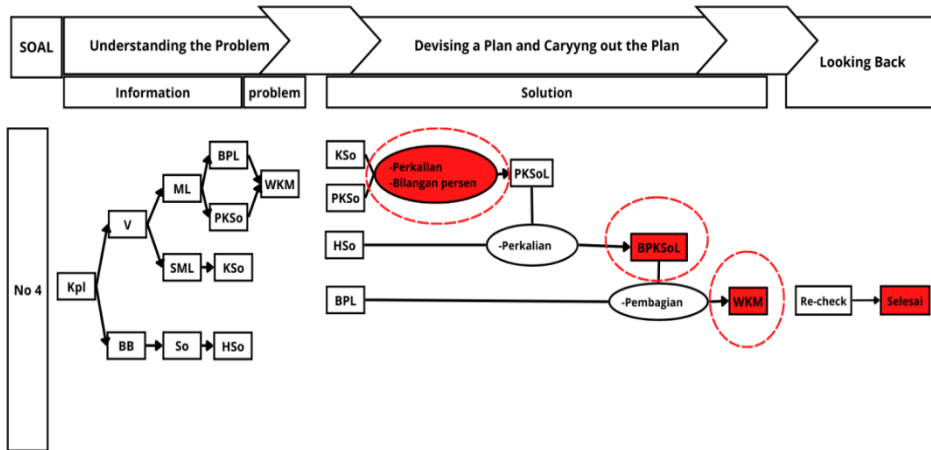 SOAL
Understanding the Problem
Devising a Plan and Caryyng out the Plan
Looking Back
Information
problem
Solution
No 4
Kpl
V
BB
ML
SML
So
BPL
PKSo
KSo
HSo
WKM
KSo
PKSo
-Perkalian
-Bilangan persen
PKSoL
HSo
-Perkalian
BPKSoL
BPL
-Pembagian
WKM
Re-check
Selesai